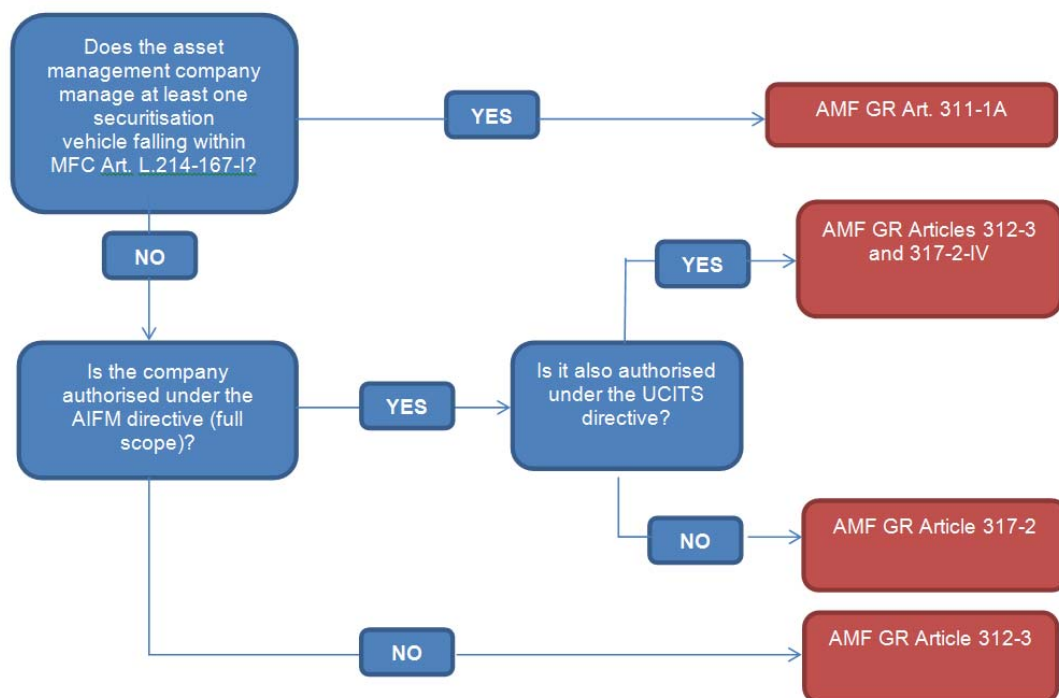 Does the asset
management company
manage at least one
securitisation
vehicle falling within
MFC Art. L.214-167-I?
YES
AMF GR Art. 311-1A
NO
AMF GR Articles 312-3
and 317-2-IV
YES
Is the company
authorised under the
AIFM directive (full
scope)?
YES
Is it also authorised
under the UCITS
directive?
NO
AMF GR Article 317-2
NO
AMF GR Article 312-3